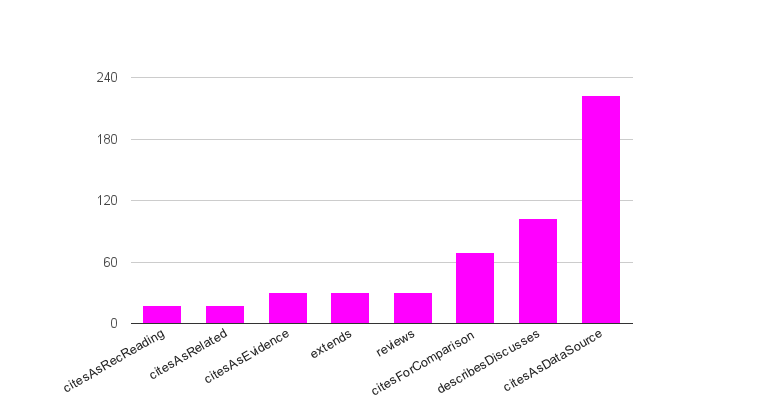 240
180
120
60
0
citesAsRecReading
citesAsRelated
citesAsEvidence
extends
reviews
citesForComparison
describesDiscusses
citesAsDataSource